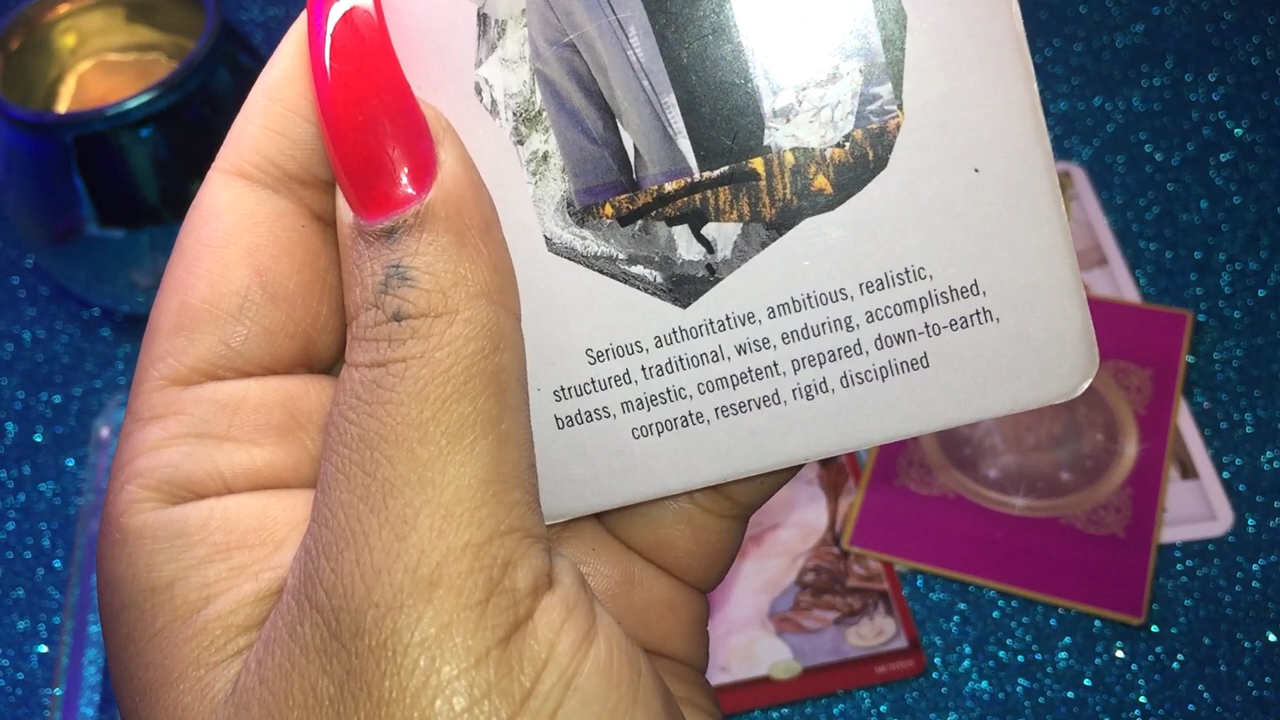 Serious, authoritative, ambitious, realistic,
structured, traditional, wise, enduring, accomplished,
badass, majestic, competent, prepared, down-to-earth,
corporate, reserved, rigid, disciplined